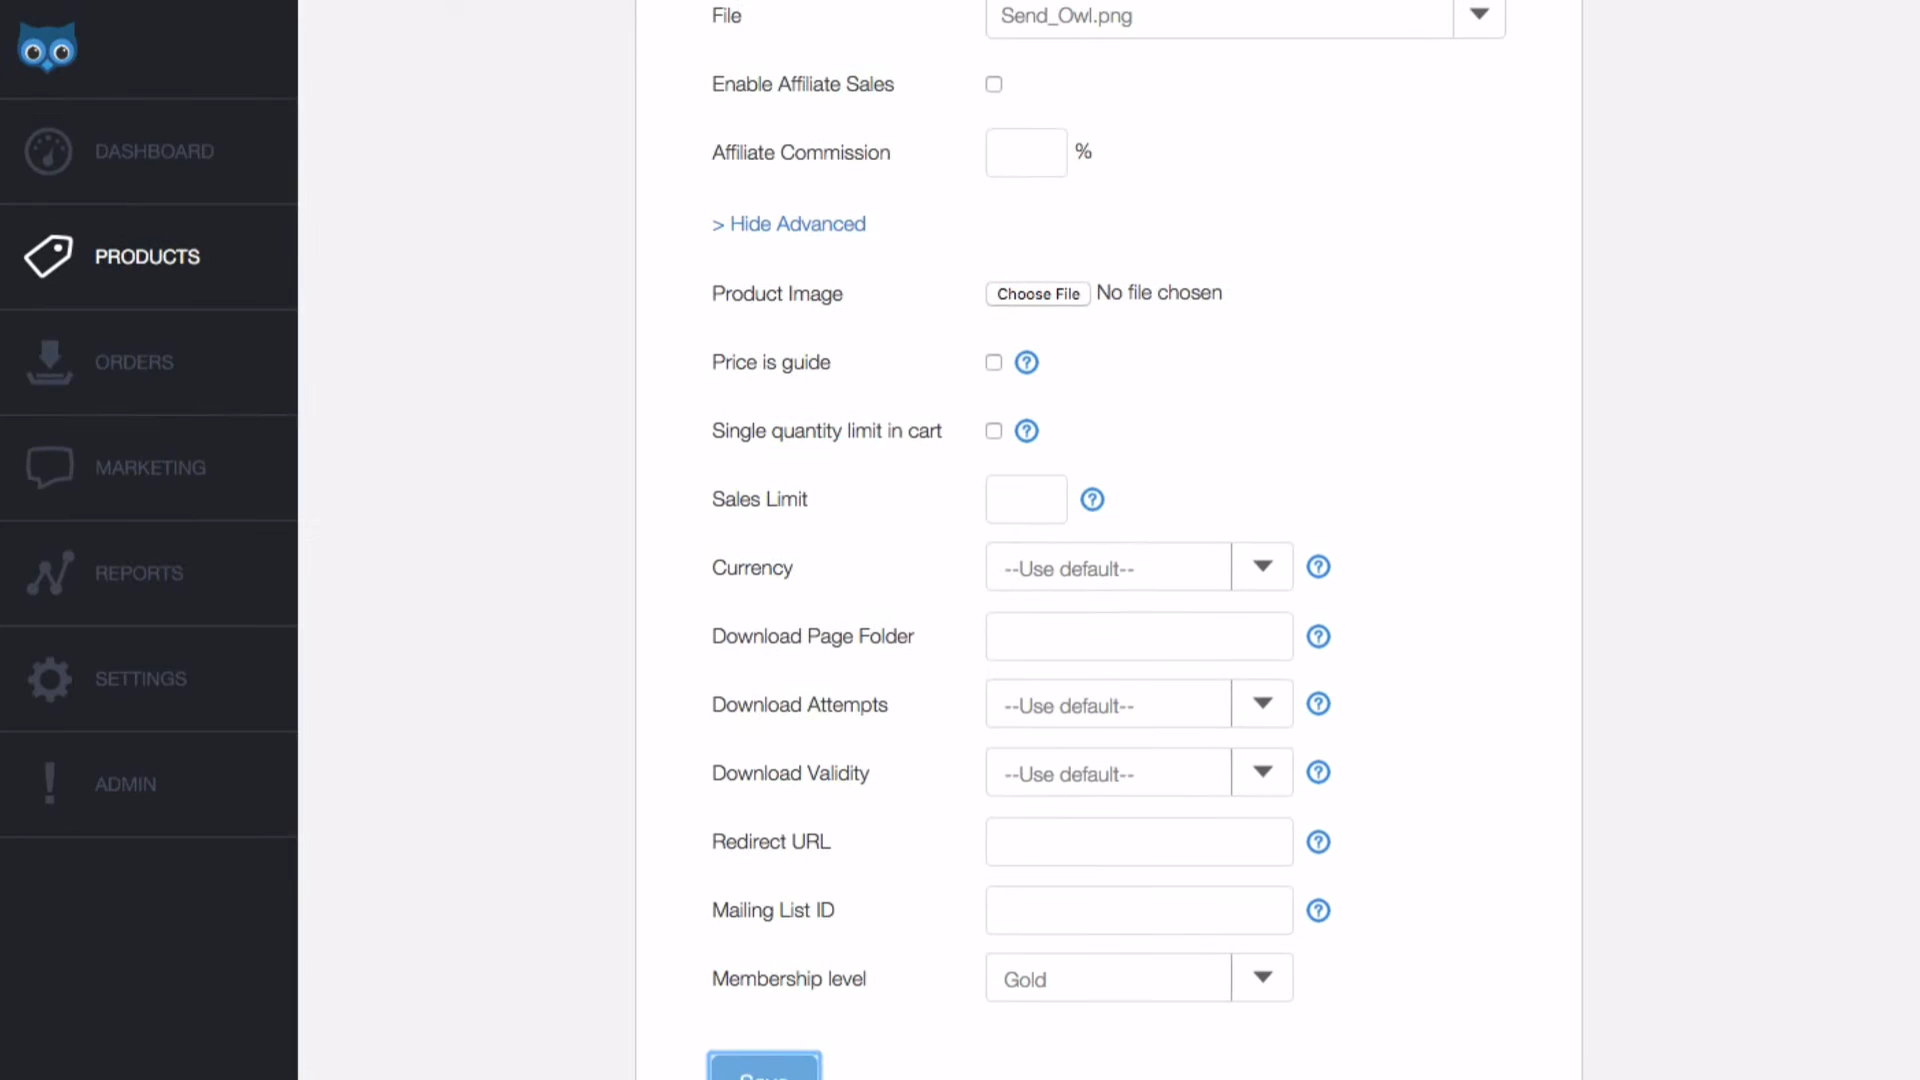 File
Send_Owl.png
DASHBOARD
Enable Affiliate Sales
Affiliate Commission
%
PRODUCTS
> Hide Advanced
Product Image
Choose File No file chosen
ORDERS
Price is guide
Single quantity limit in cart
MARKETING
Sales Limit
REPORTS
Currency
--Use default--
Download Page Folder
SETTINGS
Download Attempts
--Use default--
ADMIN
Download Validity
--Use default--
Redirect URL
Mailing List ID
Membership level
Gold
Save